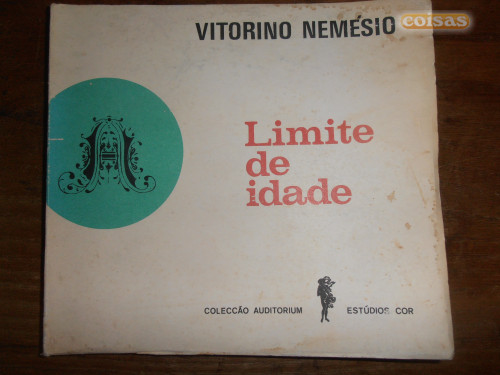 coisas
VITORINO NEMÉSIO
A
Limite
de
idade
COLECÇÃO AUDITORIUM ESTÚDIOS COR